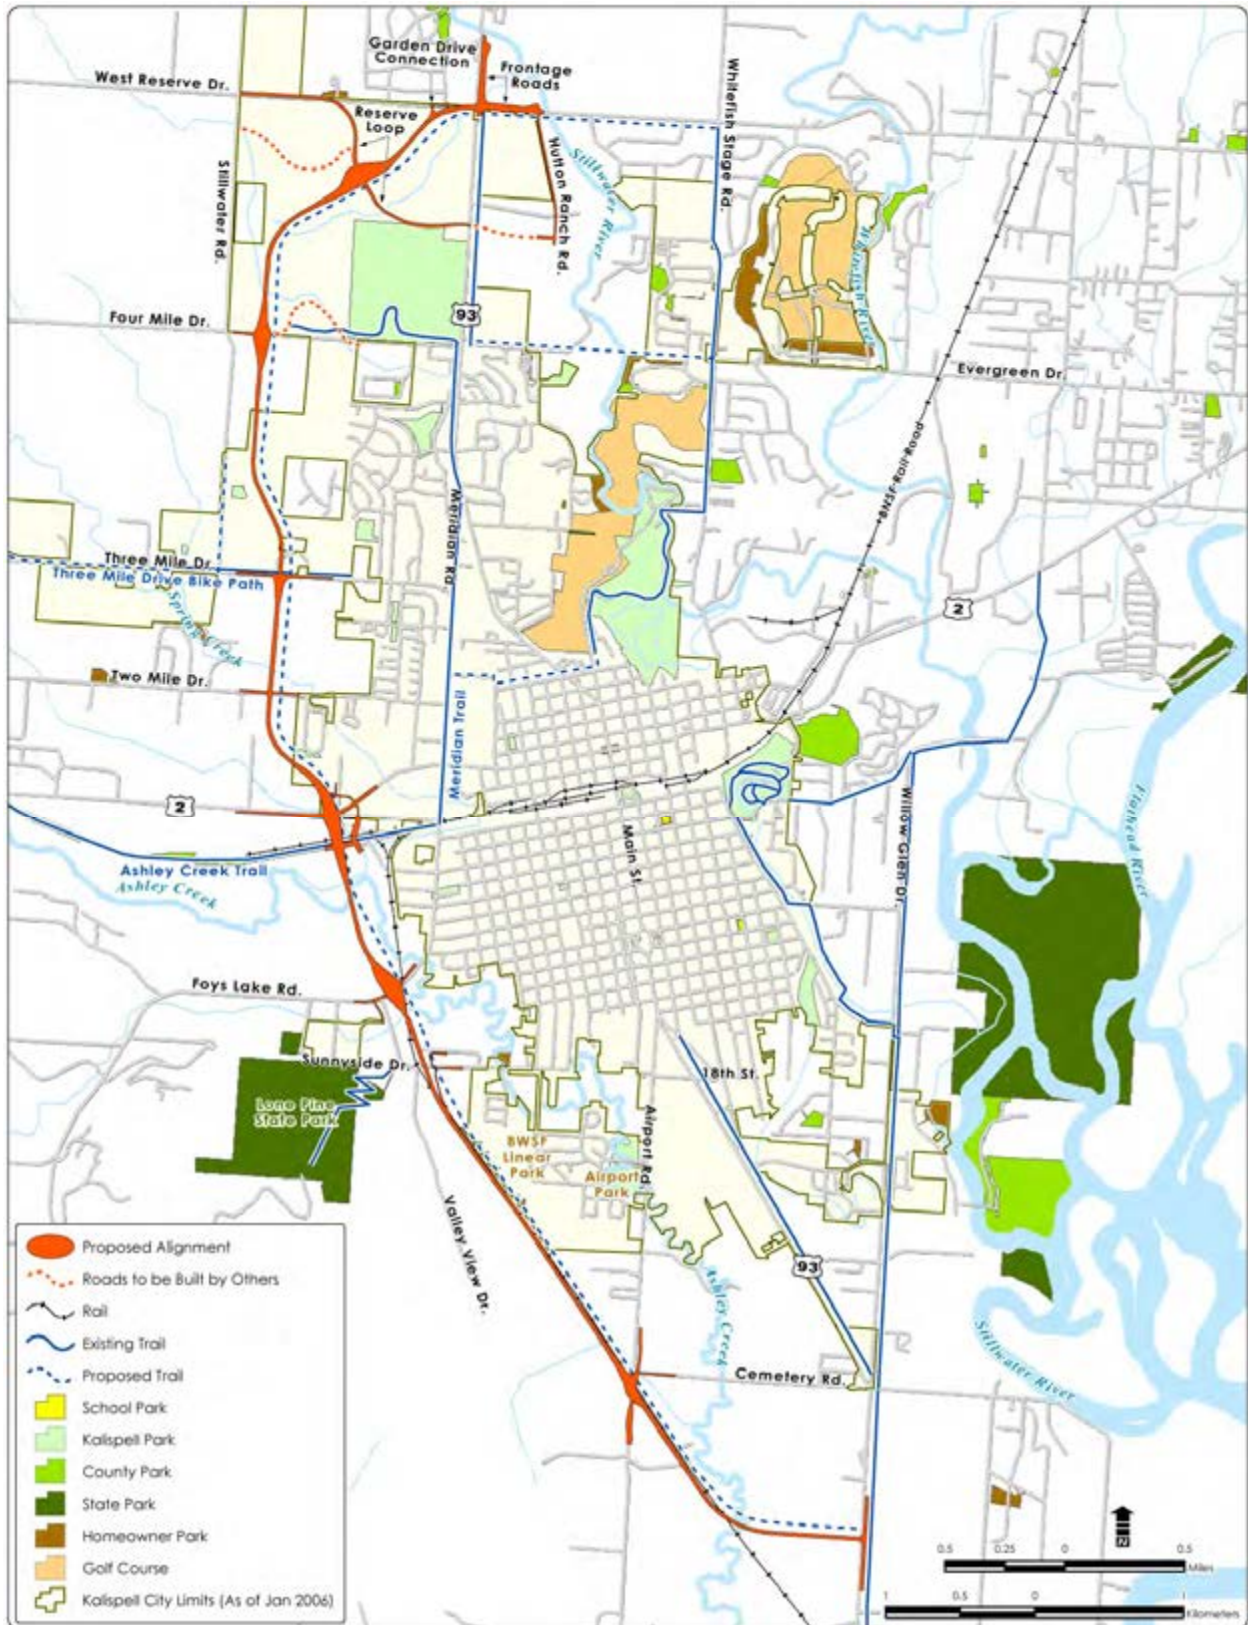 Garden Drive
Connection
Frontage
Roads
West Reserve Dr.
Reserve
Loop
Whitefish Stage Rd.
Stillwater Rd.
Hutton Ranch Rd.
Stillwater River
Whitefish River
93
Four Mile Dr.
Evergreen Dr.
BNSF Rail Road
Meridian Rd.
Three Mile Dr.
Three Mile Drive Bike Path
Spring Creek
2
Two Mile Dr.
Meridian Trail
2
Main St.
Willow Glen Dr.
Flathead River
Ashley Creek Trail
Ashley Creek
Foys Lake Rd.
Sunnyside Dr.
18th St.
Lone Pine
State Park
BWSF
Linear
Park
Airport
Park
Airport Rd.
Valley View Dr.
93
Ashley Creek
Stillwater River
Cemetery Rd.
Proposed Alignment
Roads to be Built by Others
Rail
Existing Trail
Proposed Trail
School Park
Kalispell Park
County Park
State Park
Homeowner Park
Golf Course
Kalispell City Limits (As of Jan 2006)
N
0.5 0.25 0 0.5
Miles
1 0.5 0 1
Kilometers